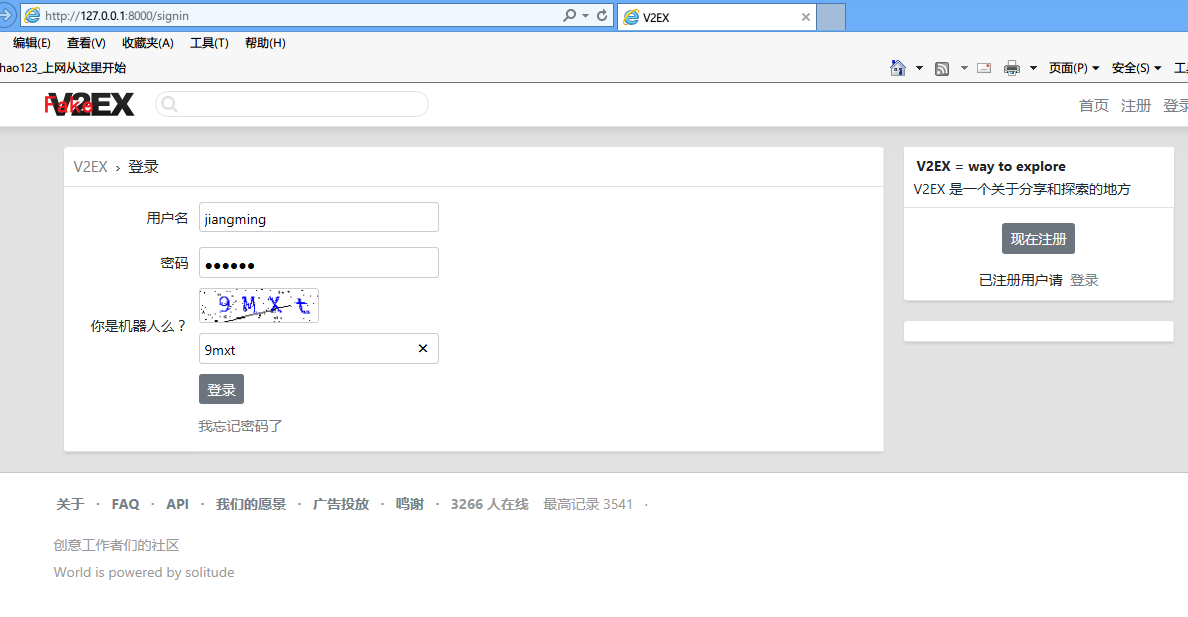 http://127.0.0.1:8000/signin
V2EX
编辑(E) 查看(V) 收藏夹(A) 工具(T) 帮助(H)
hao123_上网从这里开始
页面(P) 安全(S) 工
Fake V2EX
首页 注册 登录
V2EX › 登录
用户名 jiangming
密码 ●●●●●●
9MXt
你是机器人么？
9mxt
登录
我忘记密码了
V2EX = way to explore
V2EX 是一个关于分享和探索的地方
现在注册
已注册用户请 登录
关于 · FAQ · API · 我们的愿景 · 广告投放 · 鸣谢 · 3266 人在线 最高记录 3541 ·
创意工作者们的社区
World is powered by solitude